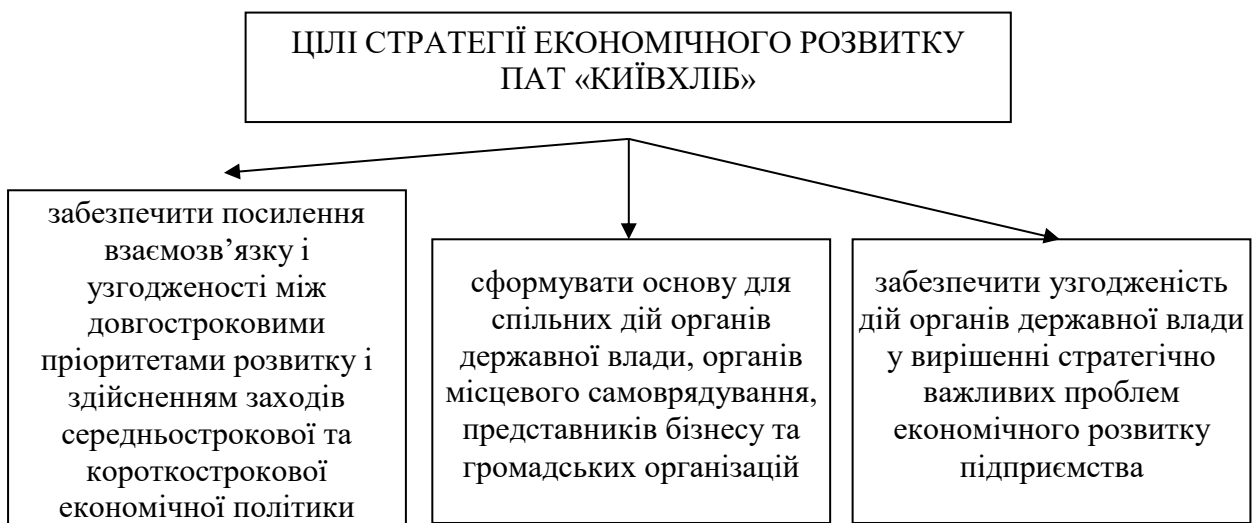 ЦІЛІ СТРАТЕГІЇ ЕКОНОМІЧНОГО РОЗВИТКУ
ПАТ «КИЇВХЛІБ»
забезпечити посилення
взаємозв’язку і
узгодженості між
довгостроковими
пріоритетами розвитку і
здійсненням заходів
середньострокової та
короткострокової
економічної політики
сформувати основу для
спільних дій органів
державної влади, органів
місцевого самоврядування,
представників бізнесу та
громадських організацій
забезпечити узгодженість
дій органів державної влади
у вирішенні стратегічно
важливих проблем
економічного розвитку
підприємства